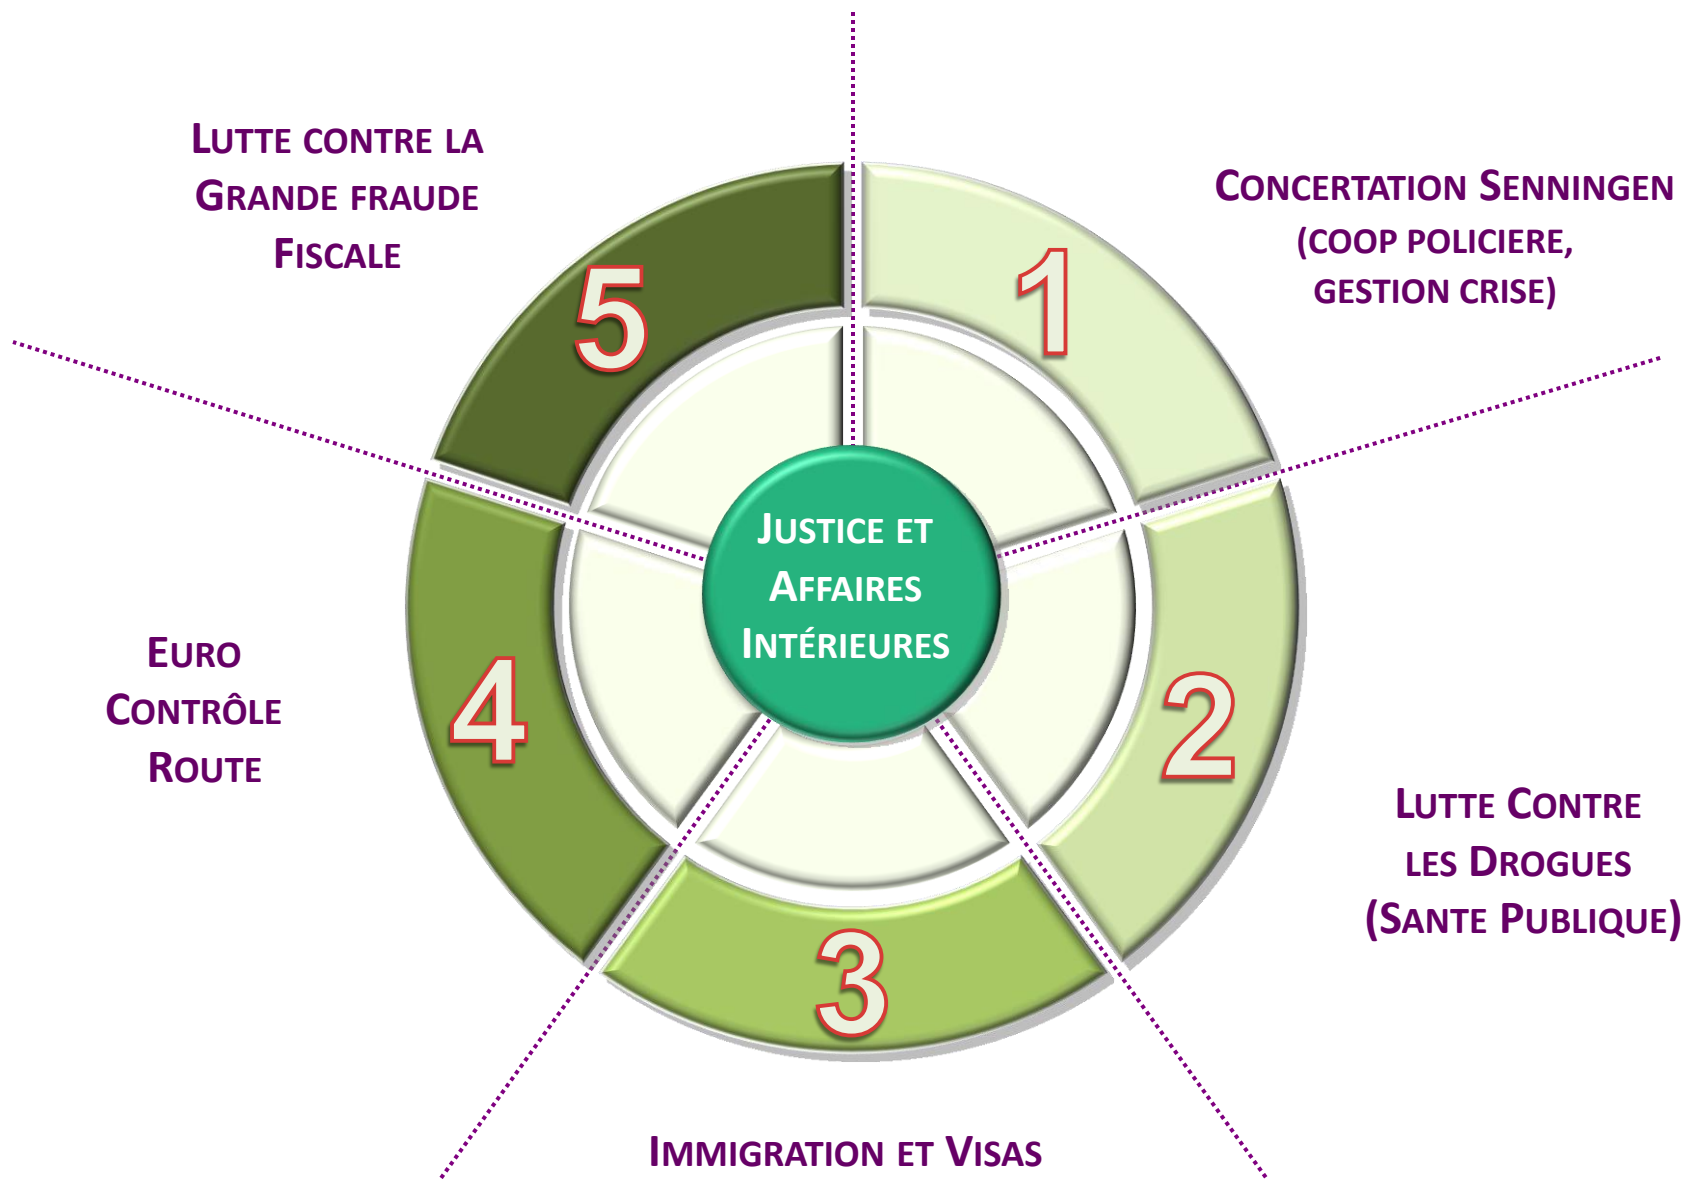 Lutte contre la
Grande fraude
Fiscale
5
1
Concertation Senningen
(coop policiere,
gestion crise)
Justice et
Affaires
Intérieures
Euro
Contrôle
Route
4
2
Lutte Contre
les Drogues
(Sante Publique)
3
Immigration et Visas